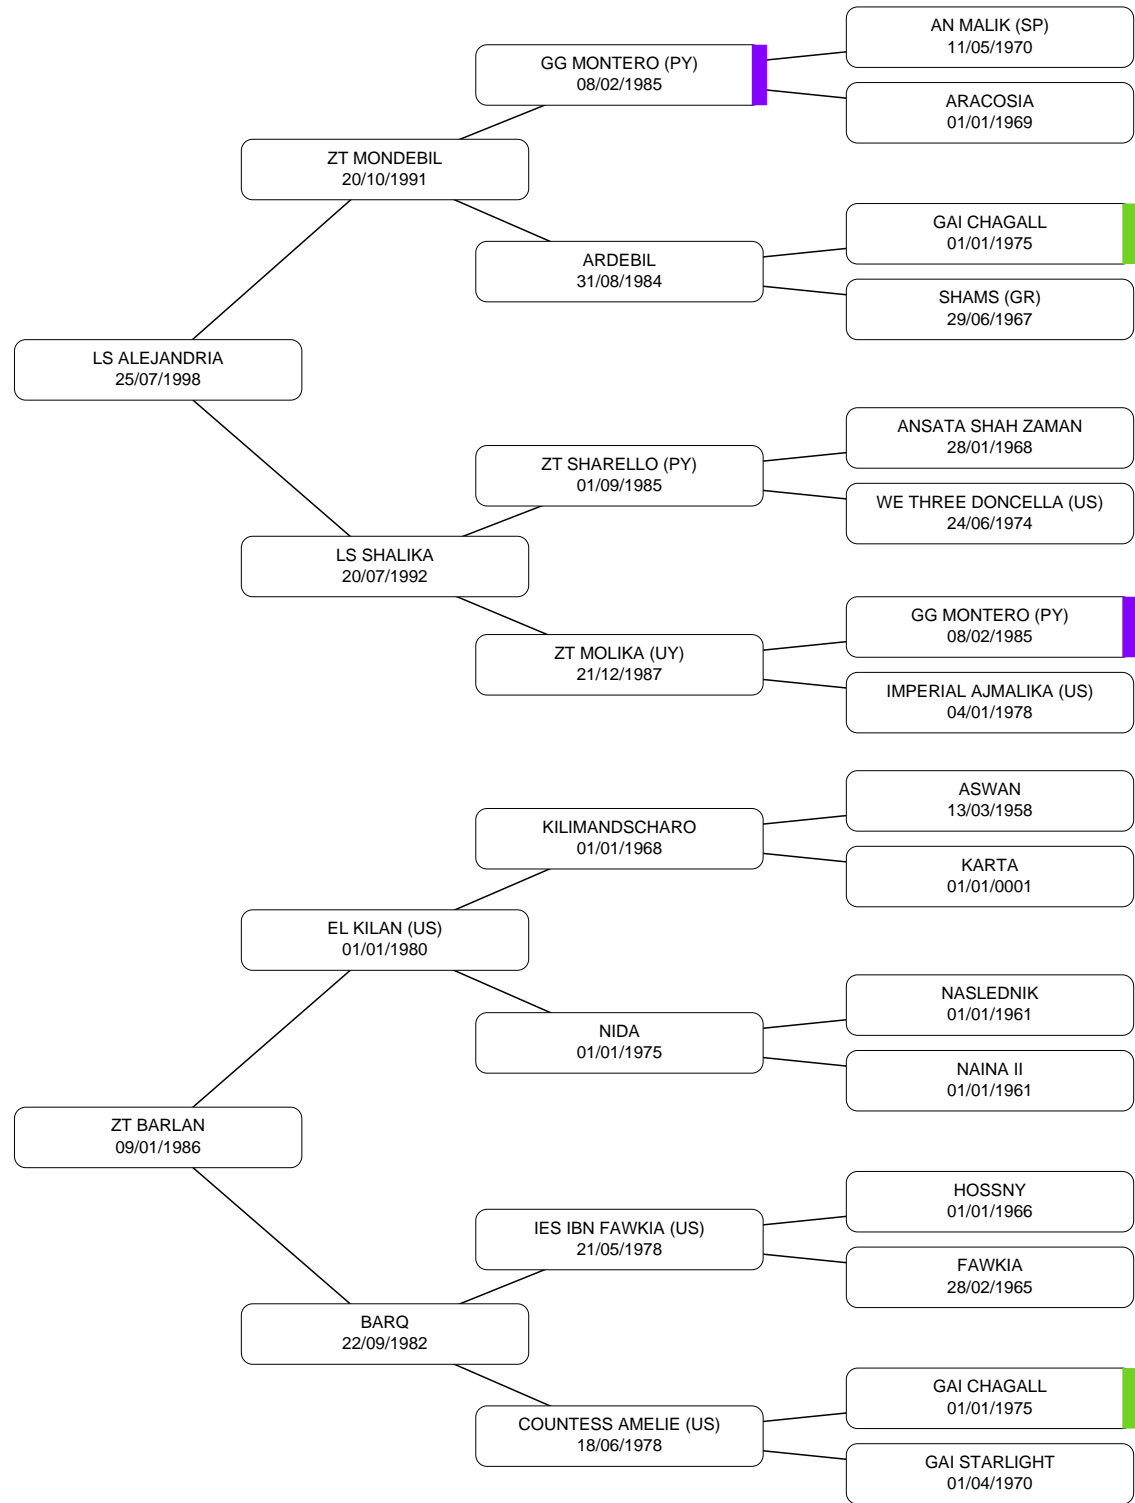 AN MALIK (SP)
11/05/1970
GG MONTERO (PY)
08/02/1985
ARACOSIA
01/01/1969
ZT MONDEBIL
20/10/1991
GAI CHAGALL
01/01/1975
ARDEBIL
31/08/1984
SHAMS (GR)
29/06/1967
LS ALEJANDRIA
25/07/1998
ANSATA SHAH ZAMAN
28/01/1968
ZT SHARELLO (PY)
01/09/1985
WE THREE DONCELLA (US)
24/06/1974
LS SHALIKA
20/07/1992
GG MONTERO (PY)
08/02/1985
ZT MOLIKA (UY)
21/12/1987
IMPERIAL AJMALIKA (US)
04/01/1978
ASWAN
13/03/1958
KILIMANDSCHARO
01/01/1968
KARTA
01/01/0001
EL KILAN (US)
01/01/1980
NASLEDNIK
01/01/1961
NIDA
01/01/1975
NAINA II
01/01/1961
ZT BARLAN
09/01/1986
HOSSNY
01/01/1966
IES IBN FAWKIA (US)
21/05/1978
FAWKIA
28/02/1965
BARQ
22/09/1982
GAI CHAGALL
01/01/1975
COUNTESS AMELIE (US)
18/06/1978
GAI STARLIGHT
01/04/1970